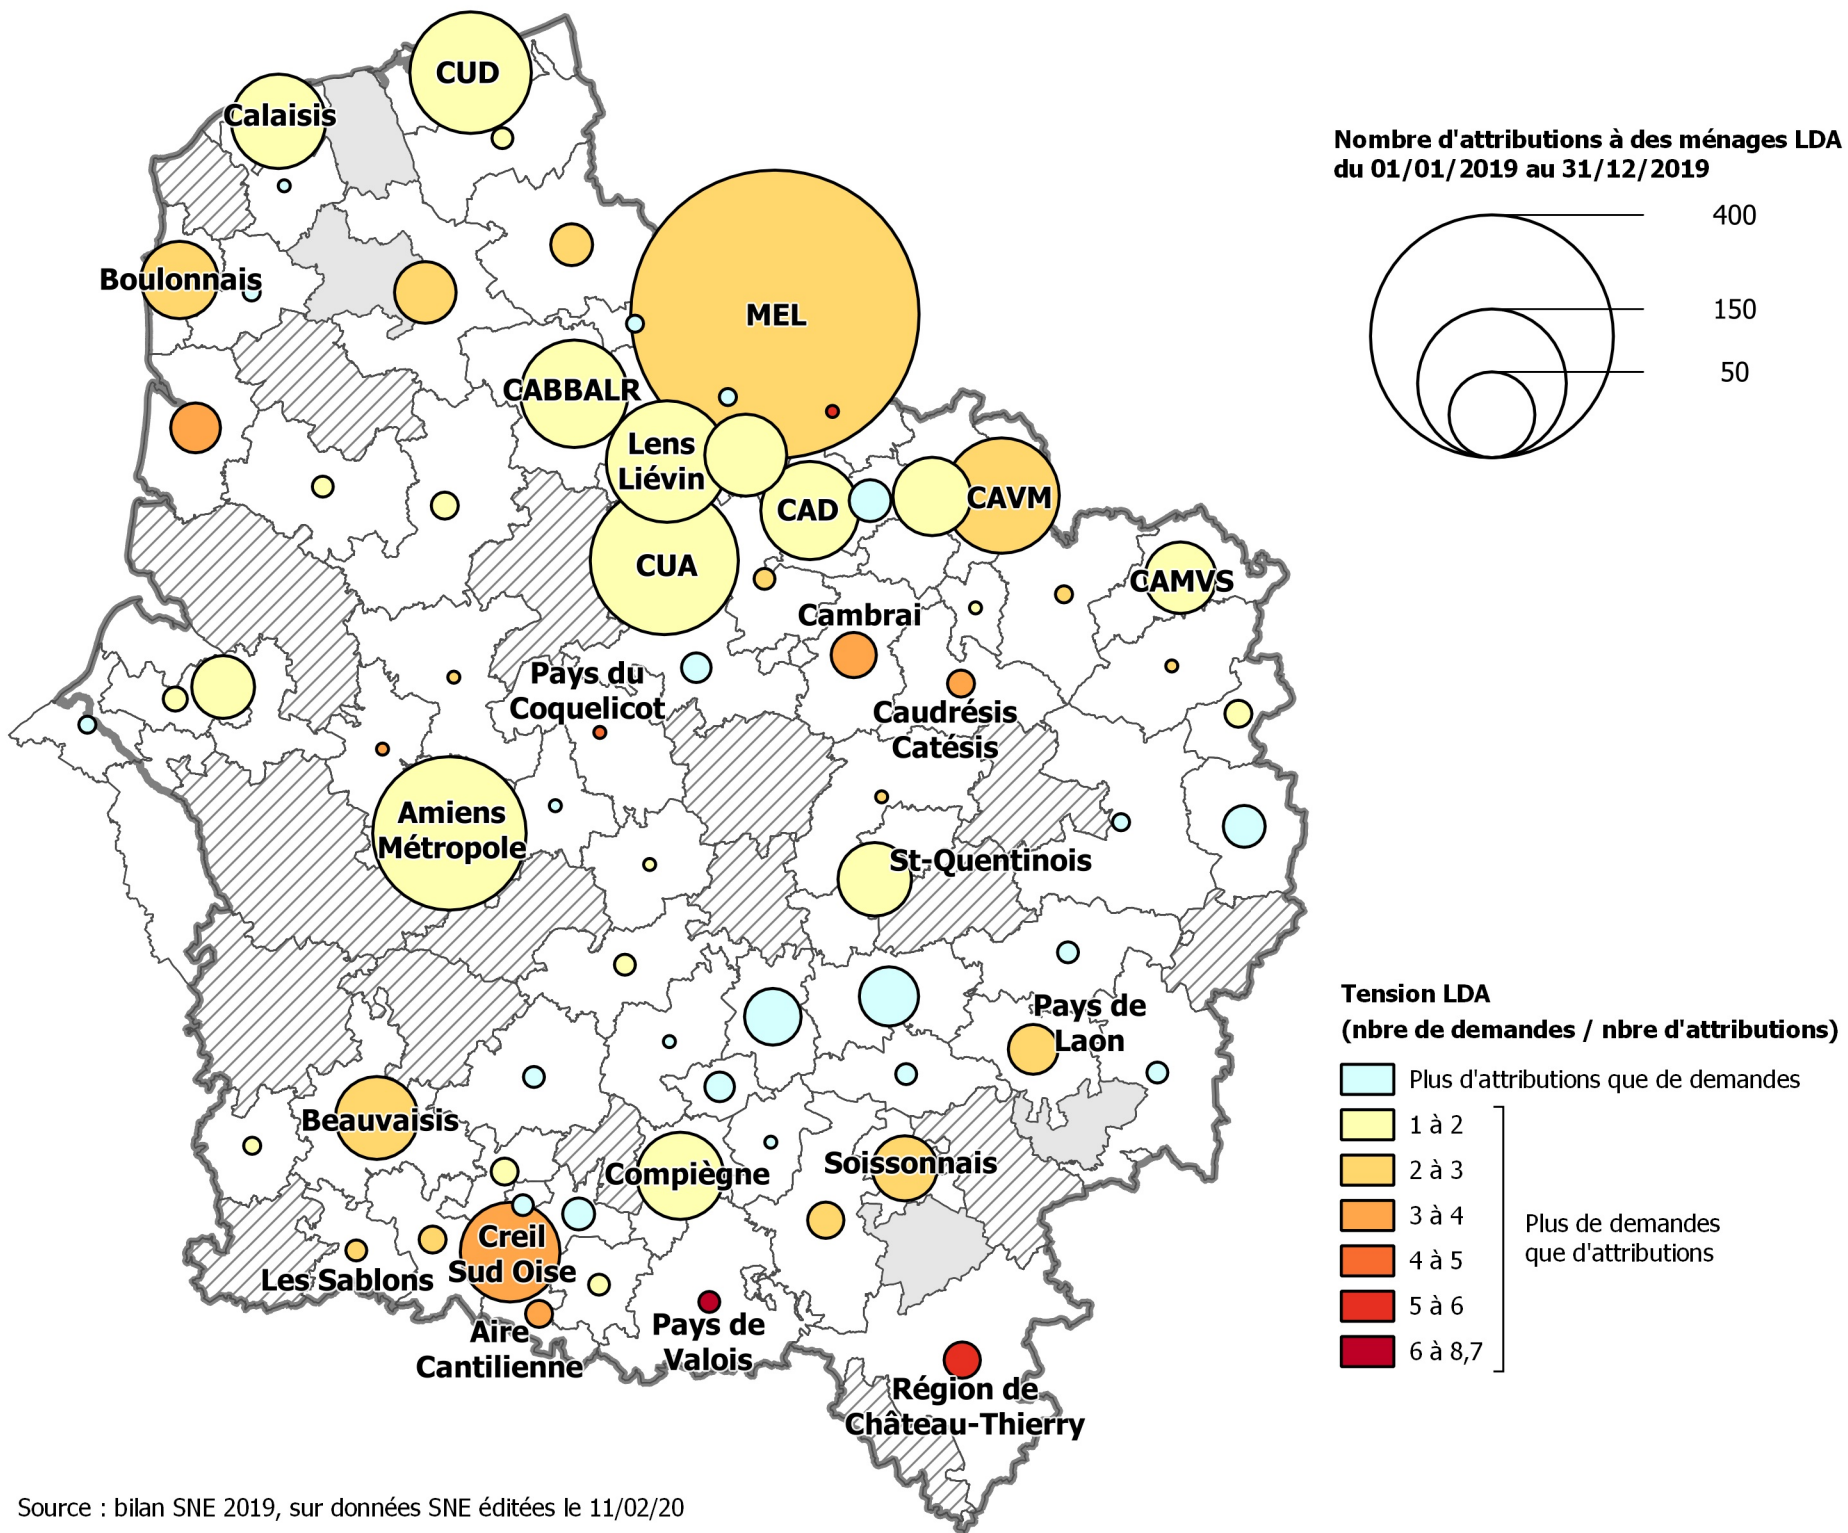 CUD
Calaisis
Boulonnais
MEL
CABBALR
Lens
Liévin
CAD
CAVM
CUA
CAMVS
Cambrai
Pays du
Coquelicot
Caudrésis
Catésis
Amiens
Métropole
St-Quentinois
Pays de
Laon
Beauvaisis
Compiègne
Soissonnais
Creil
Sud Oise
Les Sablons
Aire
Cantilienne
Pays de
Valois
Région de
Château-Thierry
Source : bilan SNE 2019, sur données SNE éditées le 11/02/20
Nombre d'attributions à des ménages LDA
du 01/01/2019 au 31/12/2019
400
150
50
Tension LDA
(nbre de demandes / nbre d'attributions)
Plus d'attributions que de demandes
1 à 2
2 à 3
3 à 4
4 à 5
5 à 6
6 à 8,7
Plus de demandes
que d'attributions